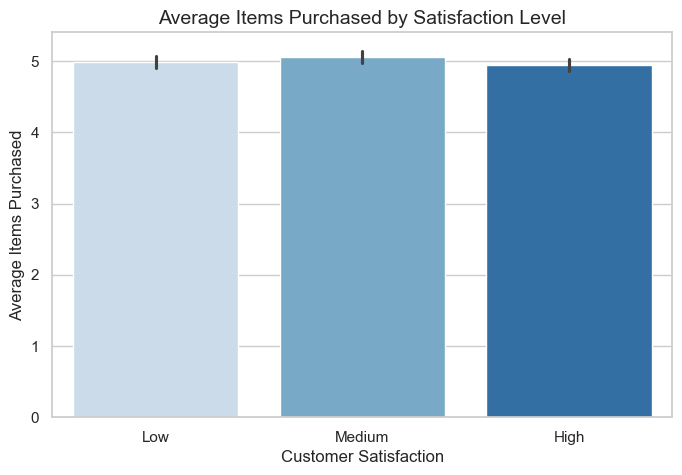 Average Items Purchased by Satisfaction Level
Average Items Purchased
5
4
3
2
1
0
Low Medium High
Customer Satisfaction